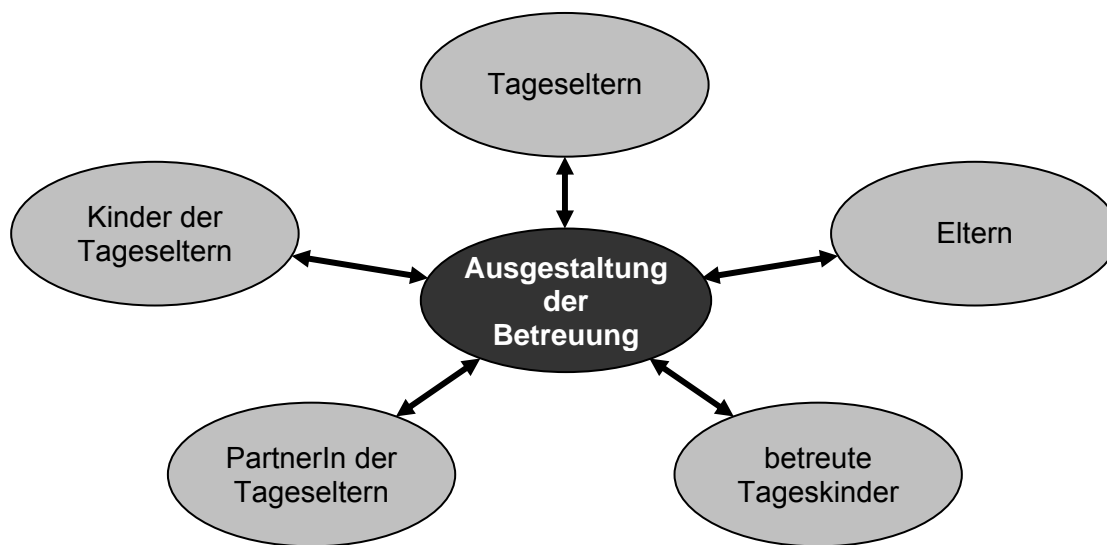 Tageseltern
Kinder der
Tageseltern
Eltern
Ausgestaltung
der
Betreuung
PartnerIn der
Tageseltern
betreute
Tageskinder